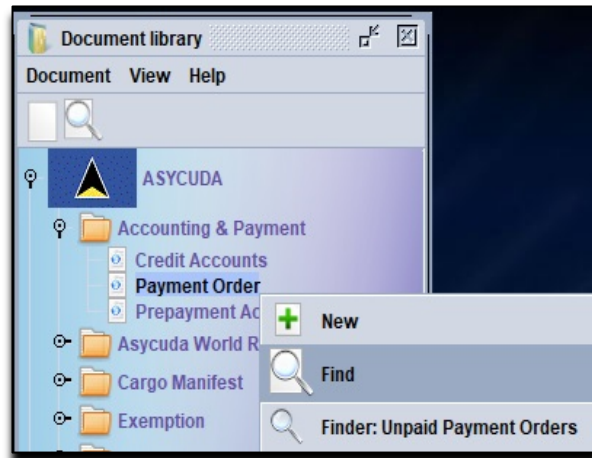 Document library
Document View Help
ASYCUDA
Accounting & Payment
Credit Accounts
Payment Order
Prepayment Ac
New
Asycuda World R
Find
Cargo Manifest
Exemption
Finder: Unpaid Payment Orders